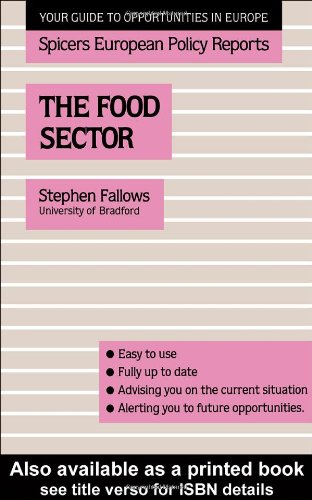 YOUR GUIDE TO OPPORTUNITIES IN EUROPE
Spicers European Policy Reports
THE FOOD
SECTOR
Stephen Fallows
University of Bradford
● Easy to use
● Fully up to date
● Advising you on the current situation
● Alerting you to future opportunities.
Also available as a printed book
see title verso for ISBN details